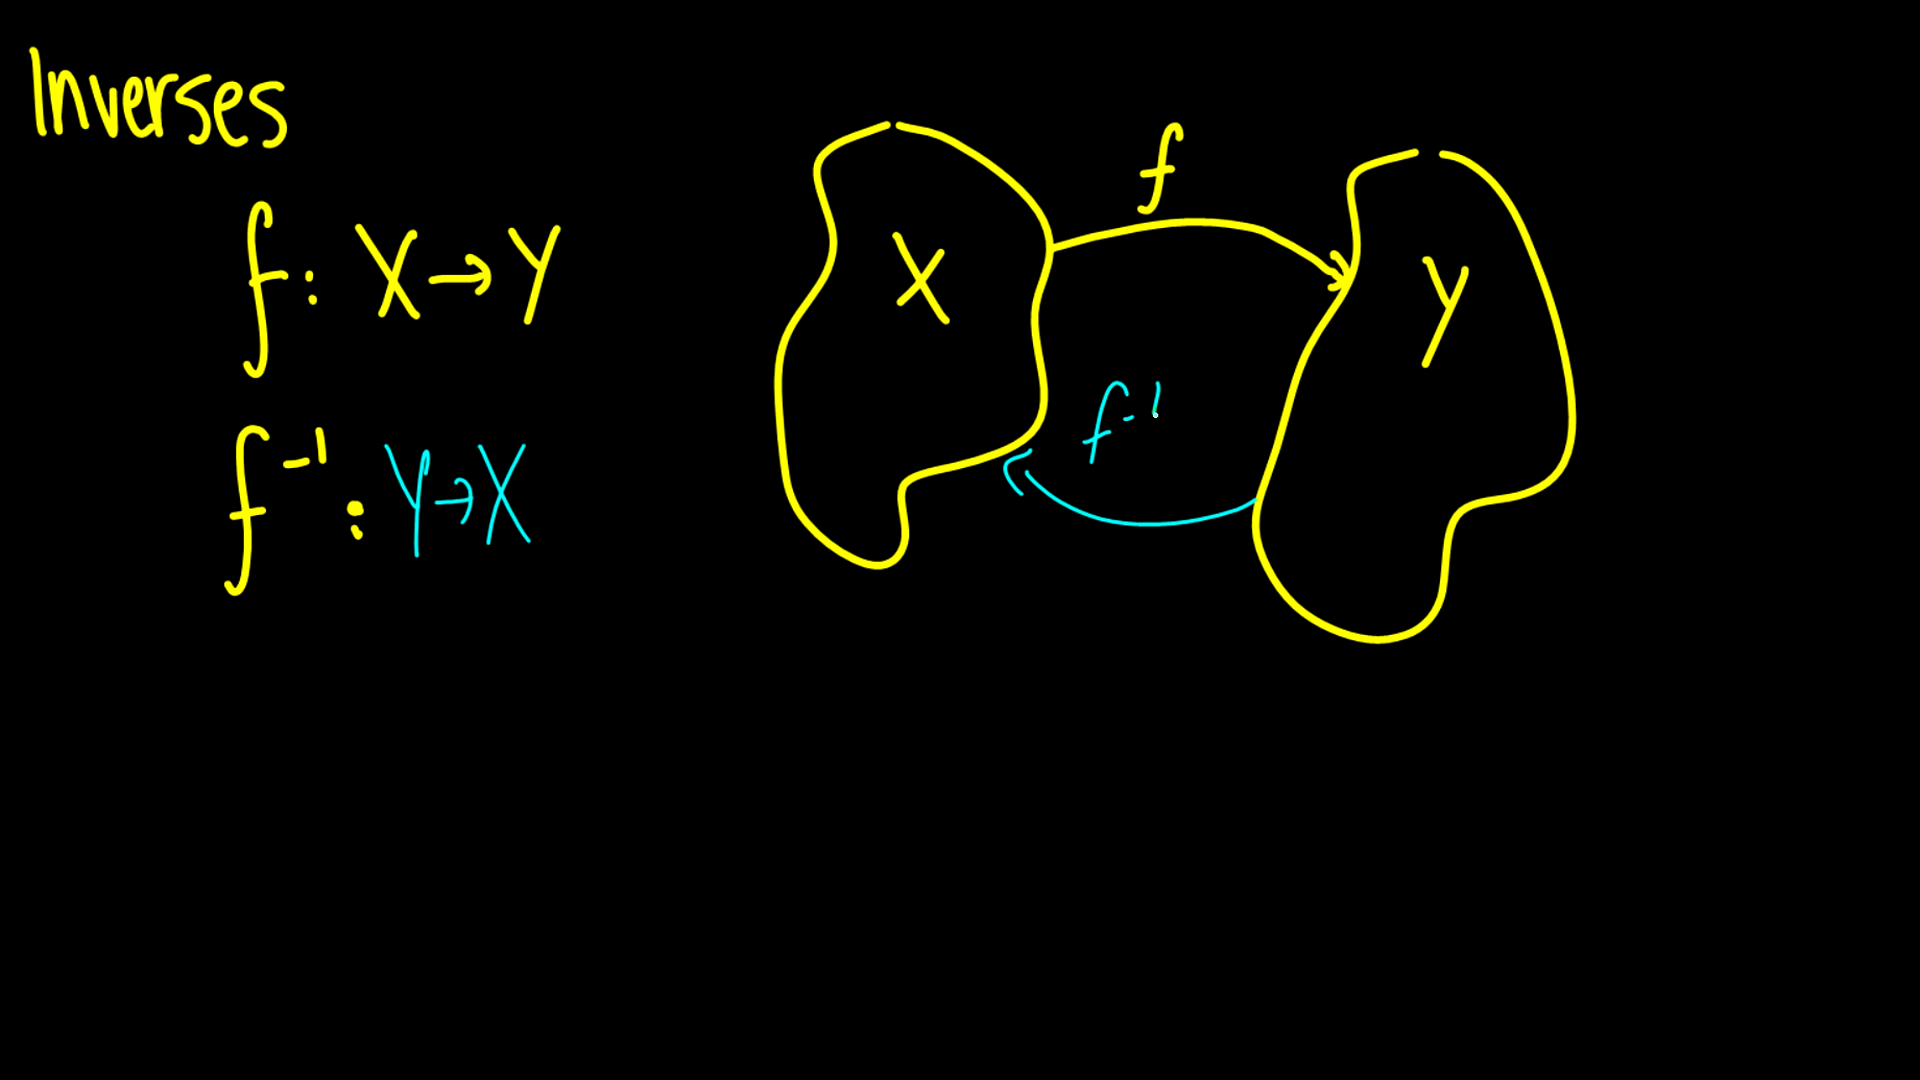 Inverses
f: X→Y
f⁻¹: Y→X
f
X
Y
f⁻¹